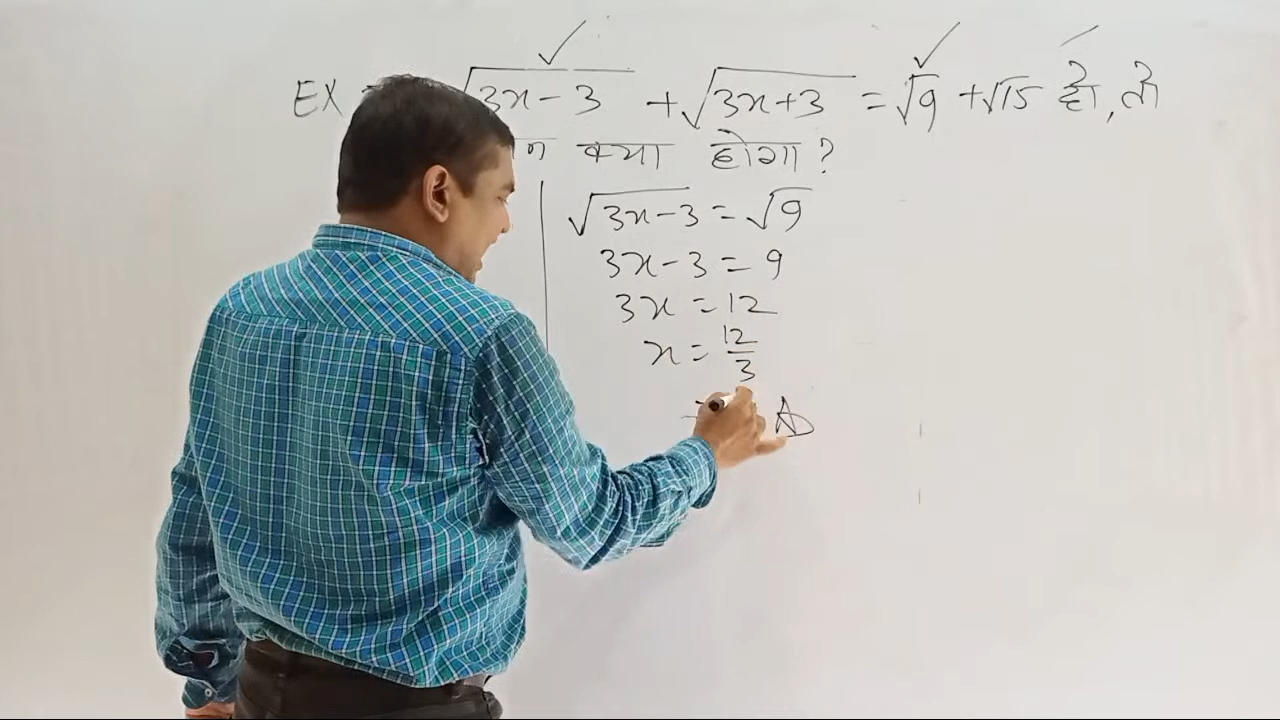 EX √3x-3 + √3x+3 = √9 + √15 हो, तो
क्या होगा?
√3x-3 = √9
3x-3 = 9
3x = 12
x = 12/3